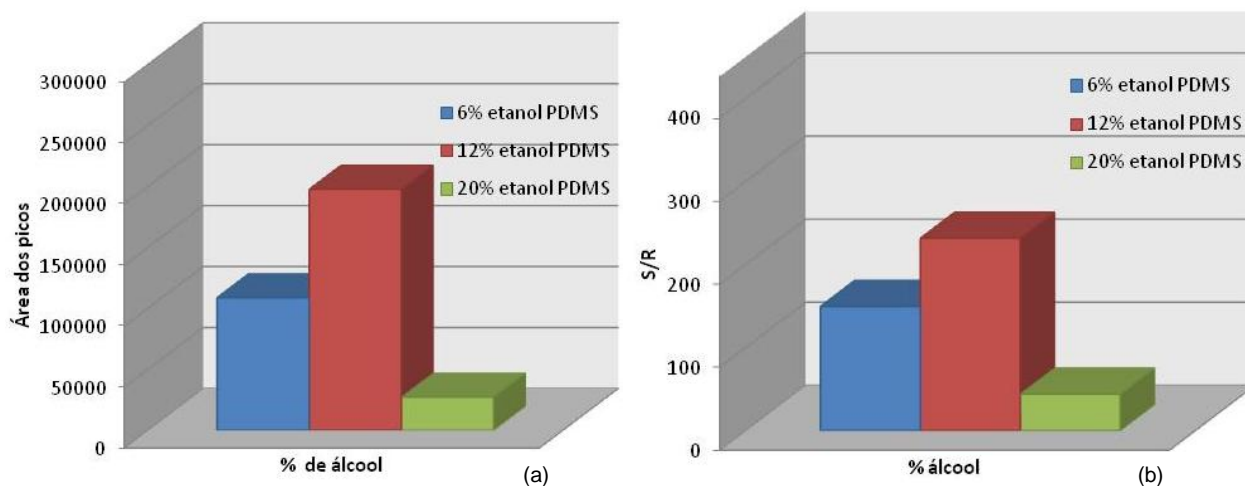 300000
250000
200000
150000
100000
50000
0
Área dos picos
6% etanol PDMS
12% etanol PDMS
20% etanol PDMS
% de álcool
(a)
400
300
200
100
0
S/R
6% etanol PDMS
12% etanol PDMS
20% etanol PDMS
% álcool
(b)